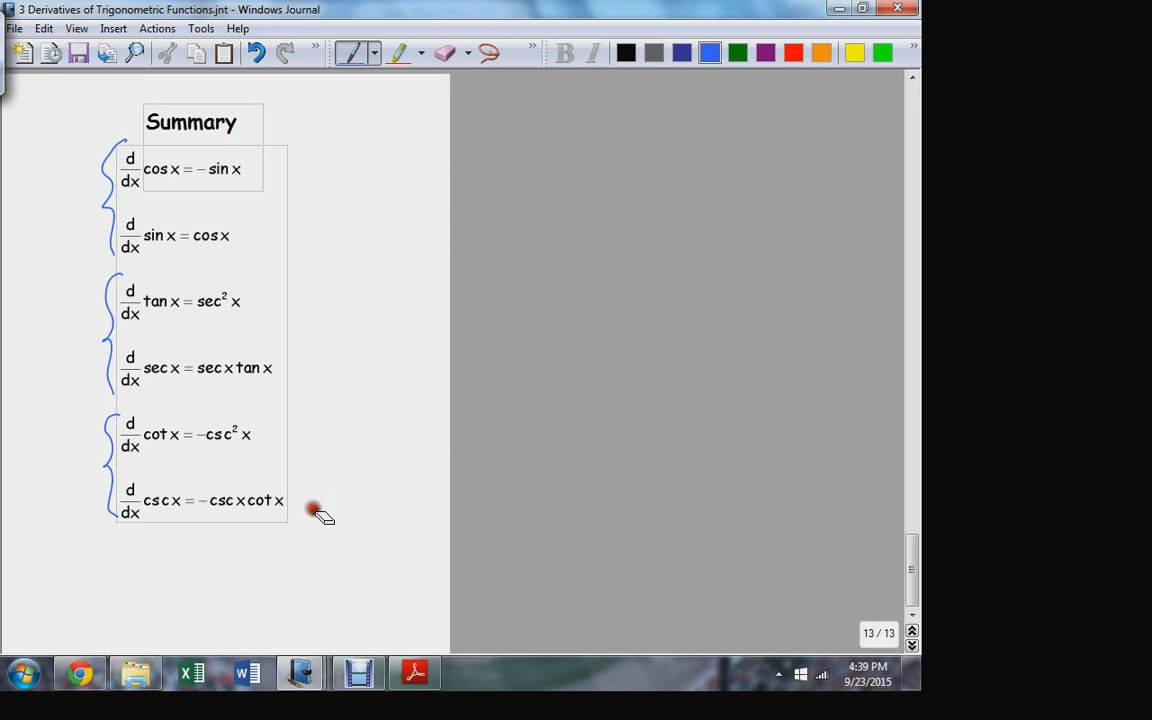 3 Derivatives of Trigonometric Functions.jnt - Windows Journal
File Edit View Insert Actions Tools Help
B I
Summary
d/dx cos x = − sin x
d/dx sin x = cos x
d/dx tan x = sec² x
d/dx sec x = sec x tan x
d/dx cot x = −csc² x
d/dx csc x = − csc x cot x
13 / 13
4:39 PM
9/23/2015